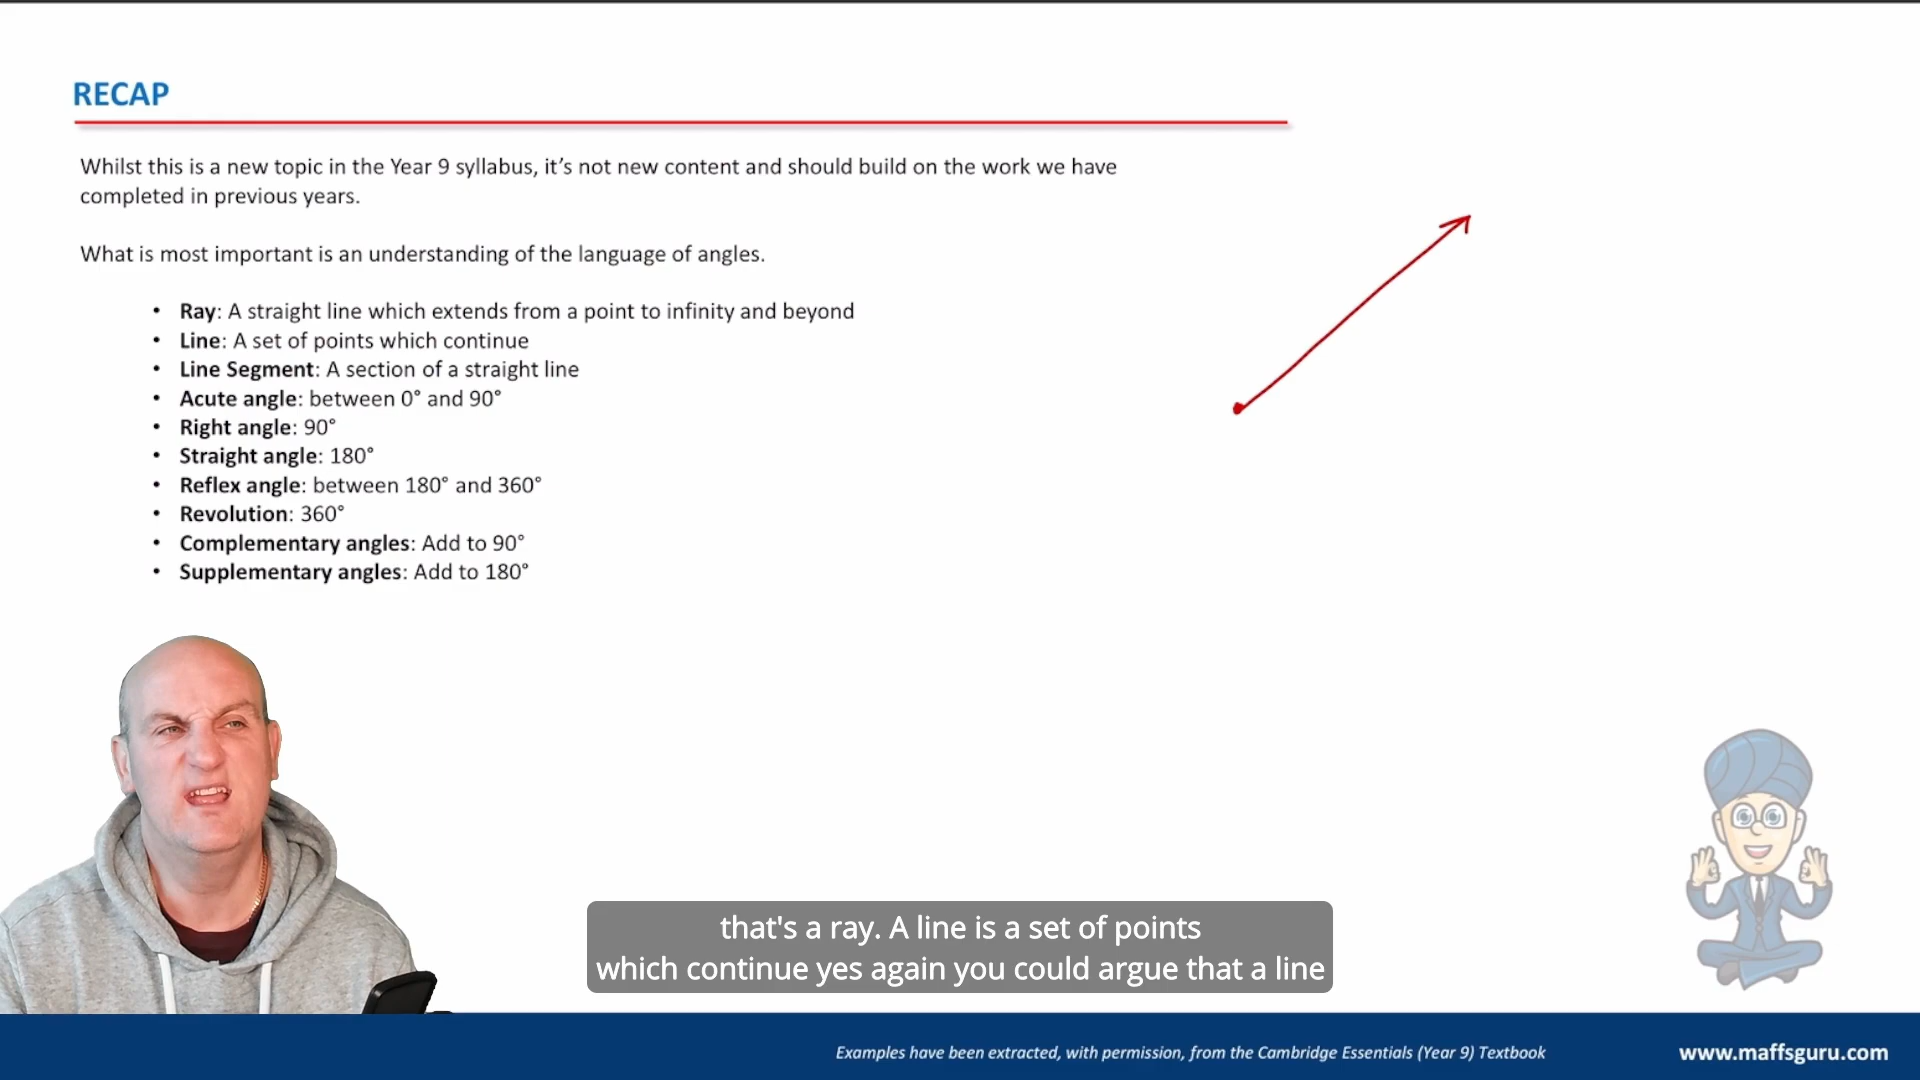 RECAP
Whilst this is a new topic in the Year 9 syllabus, it's not new content and should build on the work we have
completed in previous years.
What is most important is an understanding of the language of angles.
• Ray: A straight line which extends from a point to infinity and beyond
• Line: A set of points which continue
• Line Segment: A section of a straight line
• Acute angle: between 0° and 90°
• Right angle: 90°
• Straight angle: 180°
• Reflex angle: between 180° and 360°
• Revolution: 360°
• Complementary angles: Add to 90°
• Supplementary angles: Add to 180°
that's a ray. A line is a set of points
which continue yes again you could argue that a line
Examples have been extracted, with permission, from the Cambridge Essentials (Year 9) Textbook
www.maffsguru.com